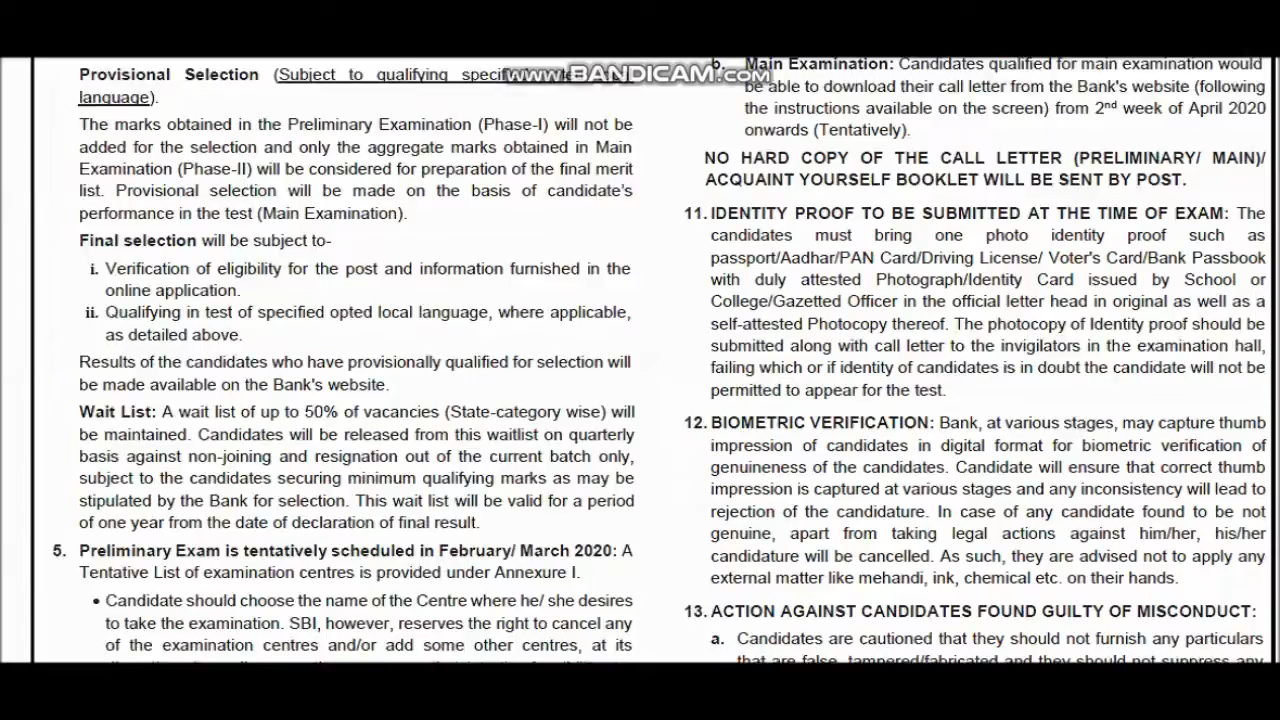 www.BANDICAM.com
Provisional Selection (Subject to qualifying
language).
The marks obtained in the Preliminary Examination (Phase-I) will not be
added for the selection and only the aggregate marks obtained in Main
Examination (Phase-II) will be considered for preparation of the final merit
list. Provisional selection will be made on the basis of candidate's
performance in the test (Main Examination).
Final selection will be subject to-
i. Verification of eligibility for the post and information furnished in the
online application.
ii. Qualifying in test of specified opted local language, where applicable,
as detailed above.
Results of the candidates who have provisionally qualified for selection will
be made available on the Bank's website.
Wait List: A wait list of up to 50% of vacancies (State-category wise) will
be maintained. Candidates will be released from this waitlist on quarterly
basis against non-joining and resignation out of the current batch only,
subject to the candidates securing minimum qualifying marks as may be
stipulated by the Bank for selection. This wait list will be valid for a period
of one year from the date of declaration of final result.
5. Preliminary Exam is tentatively scheduled in February/ March 2020: A
Tentative List of examination centres is provided under Annexure I.
• Candidate should choose the name of the Centre where he/ she desires
to take the examination. SBI, however, reserves the right to cancel any
of the examination centres and/or add some other centres, at its
b. Main Examination: Candidates qualified for main examination would
be able to download their call letter from the Bank's website (following
the instructions available on the screen) from 2nd week of April 2020
onwards (Tentatively).
NO HARD COPY OF THE CALL LETTER (PRELIMINARY/ MAIN)/
ACQUAINT YOURSELF BOOKLET WILL BE SENT BY POST.
11. IDENTITY PROOF TO BE SUBMITTED AT THE TIME OF EXAM: The
candidates must bring one photo identity proof such as
passport/Aadhar/PAN Card/Driving License/ Voter's Card/Bank Passbook
with duly attested Photograph/Identity Card issued by School or
College/Gazetted Officer in the official letter head in original as well as a
self-attested Photocopy thereof. The photocopy of Identity proof should be
submitted along with call letter to the invigilators in the examination hall,
failing which or if identity of candidates is in doubt the candidate will not be
permitted to appear for the test.
12. BIOMETRIC VERIFICATION: Bank, at various stages, may capture thumb
impression of candidates in digital format for biometric verification of
genuineness of the candidates. Candidate will ensure that correct thumb
impression is captured at various stages and any inconsistency will lead to
rejection of the candidature. In case of any candidate found to be not
genuine, apart from taking legal actions against him/her, his/her
candidature will be cancelled. As such, they are advised not to apply any
external matter like mehandi, ink, chemical etc. on their hands.
13. ACTION AGAINST CANDIDATES FOUND GUILTY OF MISCONDUCT:
a. Candidates are cautioned that they should not furnish any particulars
that are false, tampered/fabricated and they should not suppress any